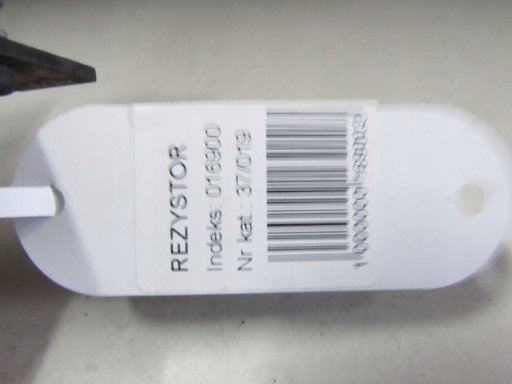 REZYSTOR
Indeks: 016900
Nr kat.: 37/019